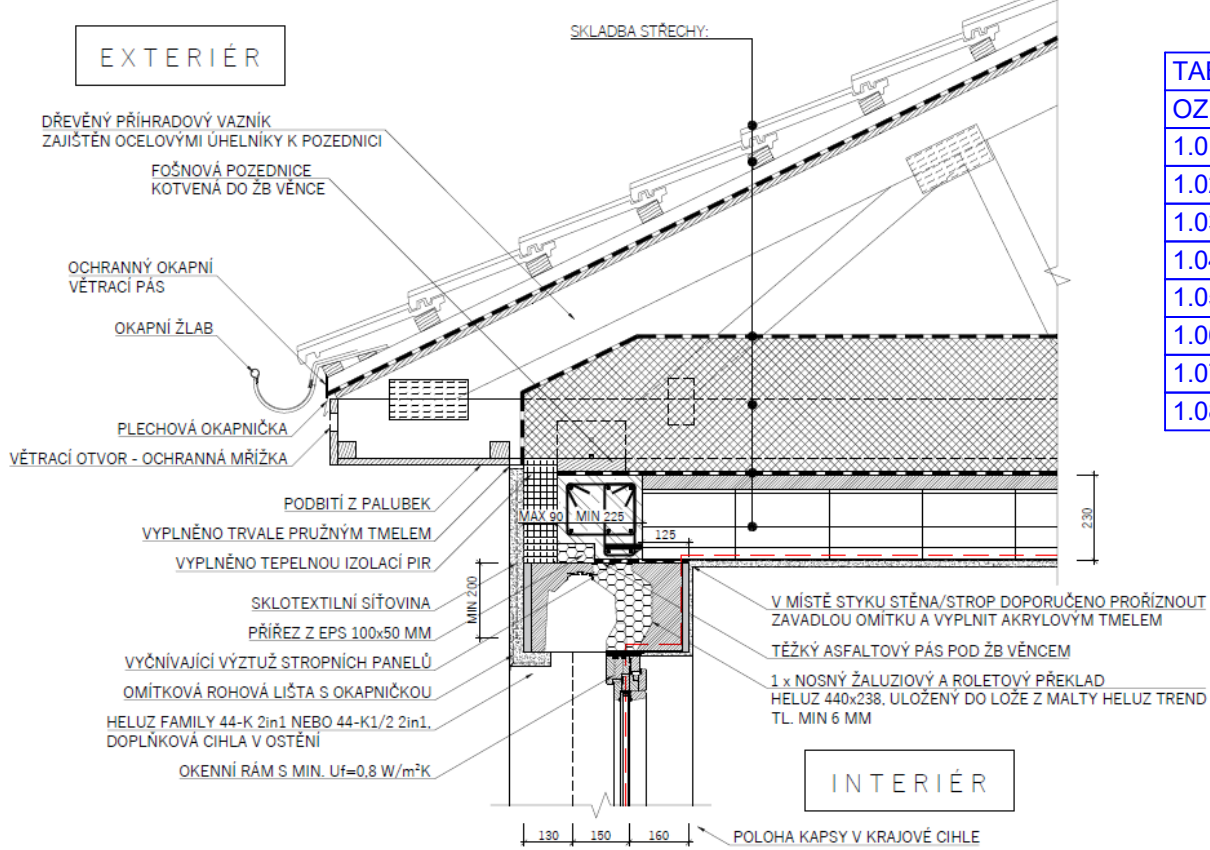 EXTERIÉR
SKLADBA STŘECHY:
DŘEVĚNÝ PŘÍHRADOVÝ VAZNÍK
ZAJIŠTĚN OCELOVÝMI ÚHELNÍKY K POZEDNICI
FOŠNOVÁ POZEDNICE
KOTVENÁ DO ŽB VĚNCE
OCHRANNÝ OKAPNÍ
VĚTRACÍ PÁS
OKAPNÍ ŽLAB
PLECHOVÁ OKAPNIČKA
VĚTRACÍ OTVOR - OCHRANNÁ MŘÍŽKA
PODBITÍ Z PALUBEK
VYPLNĚNO TRVALE PRUŽNÝM TMELEM
VYPLNĚNO TEPELNOU IZOLACÍ PIR
SKLOTEXTILNÍ SÍŤOVINA
PŘÍŘEZ Z EPS 100x50 MM
VYČNÍVAJÍCÍ VÝZTUŽ STROPNÍCH PANELŮ
OMÍTKOVÁ ROHOVÁ LIŠTA S OKAPNIČKOU
HELUZ FAMILY 44-K 2in1 NEBO 44-K1/2 2in1,
DOPLŇKOVÁ CIHLA V OSTĚNÍ
OKENNÍ RÁM S MIN. Uf=0,8 W/m²K
MAX 90
MIN 225
125
230
MIN 200
V MÍSTĚ STYKU STĚNA/STROP DOPORUČENO PROŘÍZNOUT
ZAVADLOU OMÍTKU A VYPLNIT AKRYLOVÝM TMELEM
TĚŽKÝ ASFALTOVÝ PÁS POD ŽB VĚNCEM
1 x NOSNÝ ŽALUZIOVÝ A ROLETOVÝ PŘEKLAD
HELUZ 440x238, ULOŽENÝ DO LOŽE Z MALTY HELUZ TREND
TL. MIN 6 MM
INTERIÉR
130
150
160
POLOHA KAPSY V KRAJOVÉ CIHLE
OZ